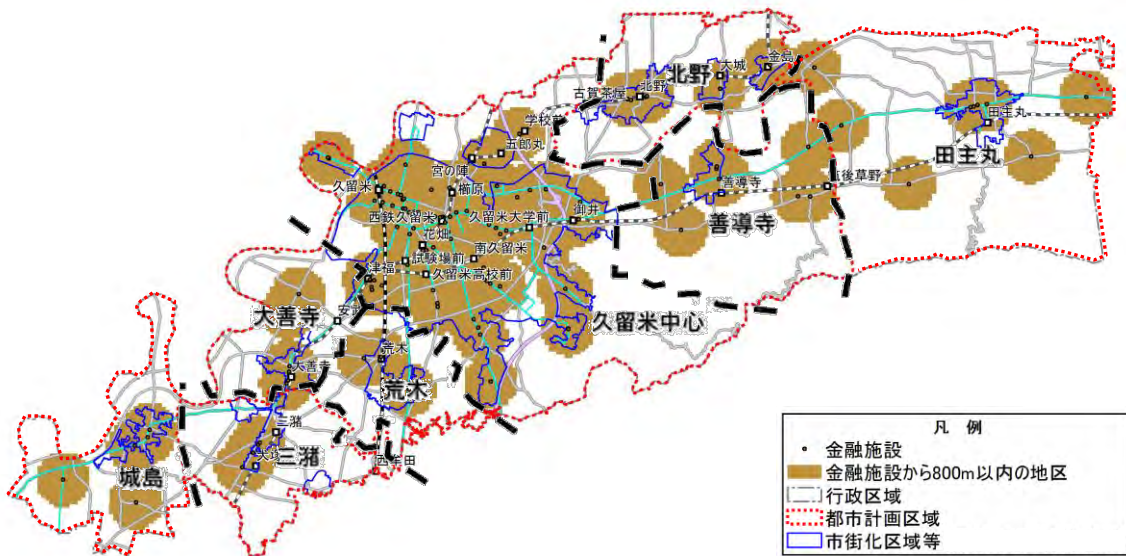 北野
大城
金島
古賀茶屋
北野
学校前
五郎丸
宮の陣
櫛原
久留米
西鉄久留米
久留米大学前
御井
花畑
南久留米
試験場前
久留米高校前
津福
田主丸
田主丸
筑後草野
善導寺
善導寺
久留米中心
大善寺
安武
大善寺
荒木
荒木
三潴
三潴
犬塚
西牟田
城島
凡 例
金融施設
金融施設から800m以内の地区
行政区域
都市計画区域
市街化区域等